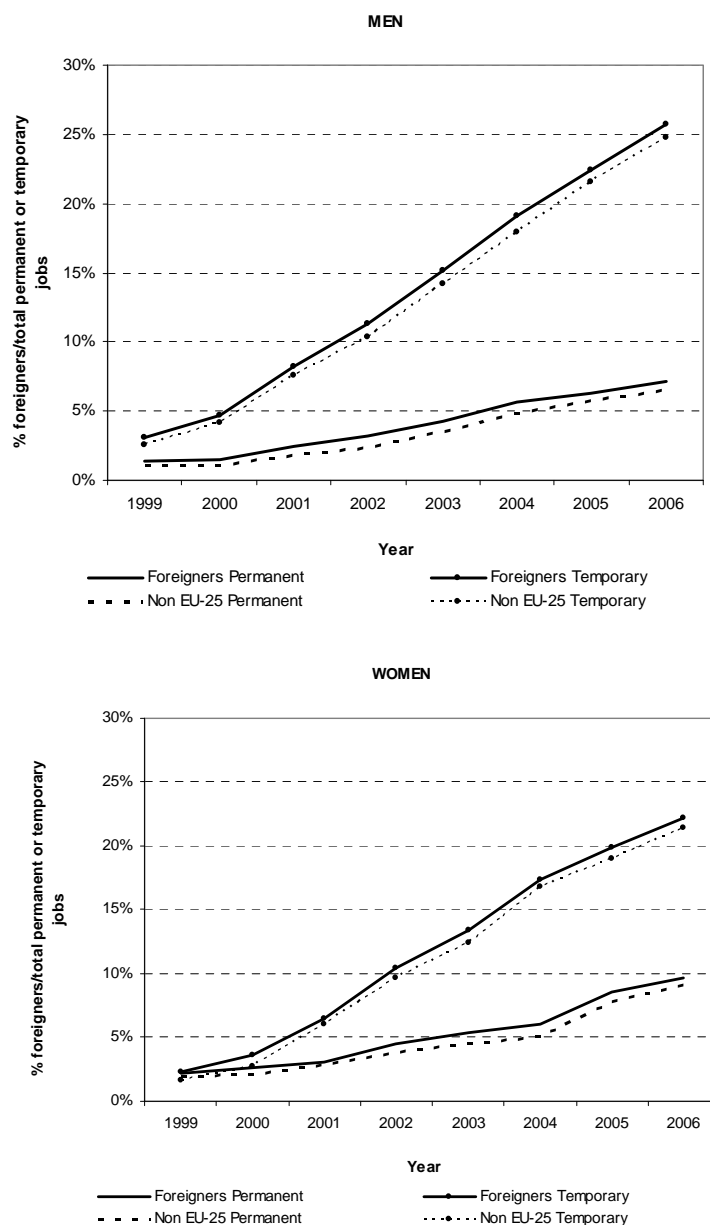 MEN
30%
25%
20%
15%
10%
5%
0%
% foreigners/total permanent or temporary
jobs
1999 2000 2001 2002 2003 2004 2005 2006
Year
Foreigners Permanent Foreigners Temporary
Non EU-25 Permanent Non EU-25 Temporary
WOMEN
30%
25%
20%
15%
10%
5%
0%
% foreigners/total permanent or temporary
jobs
1999 2000 2001 2002 2003 2004 2005 2006
Year
Foreigners Permanent Foreigners Temporary
Non EU-25 Permanent Non EU-25 Temporary